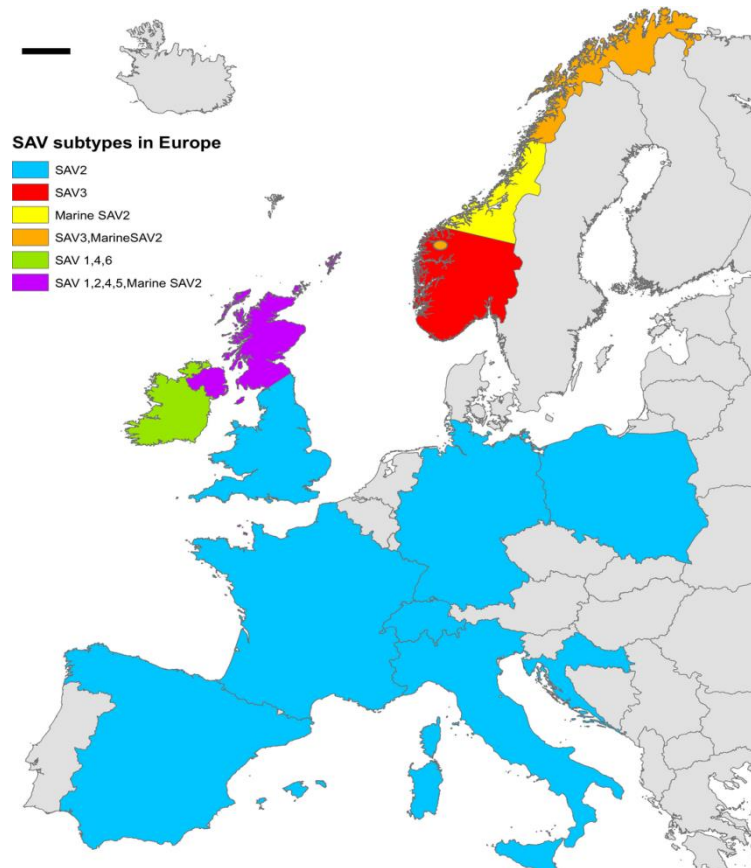 SAV subtypes in Europe
SAV2
SAV3
Marine SAV2
SAV3,MarineSAV2
SAV 1,4,6
SAV 1,2,4,5,Marine SAV2